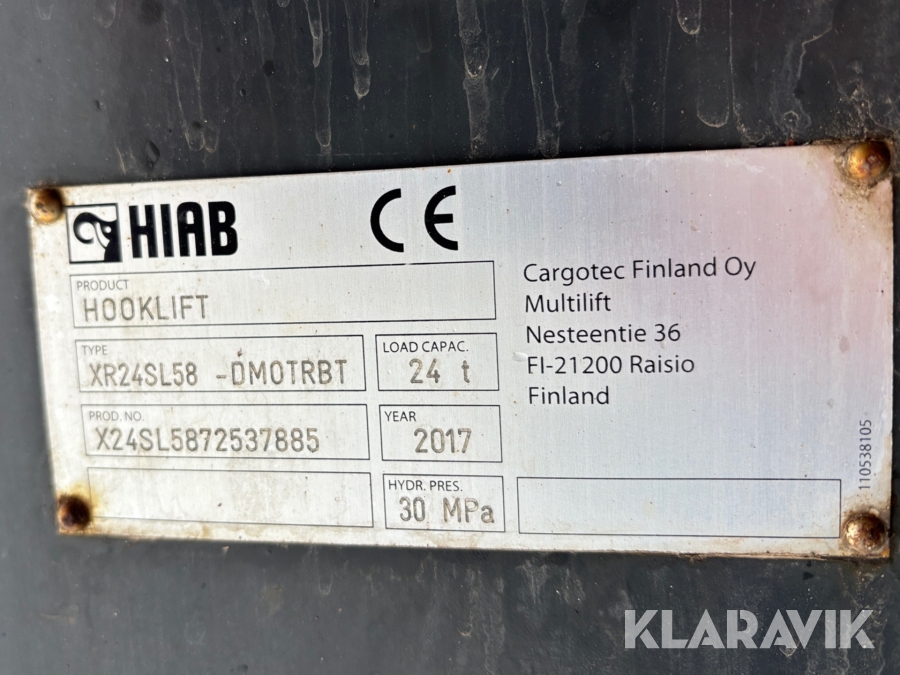 HIAB
CE
PRODUCT
HOOKLIFT
TYPE
XR24SL58 -DMOTRBT
LOAD CAPAC.
24 t
PROD. NO.
X24SL5872537885
YEAR
2017
HYDR. PRES.
30 MPa
Cargotec Finland Oy
Multilift
Nesteentie 36
FI-21200 Raisio
Finland
110538105
KLARAVIK